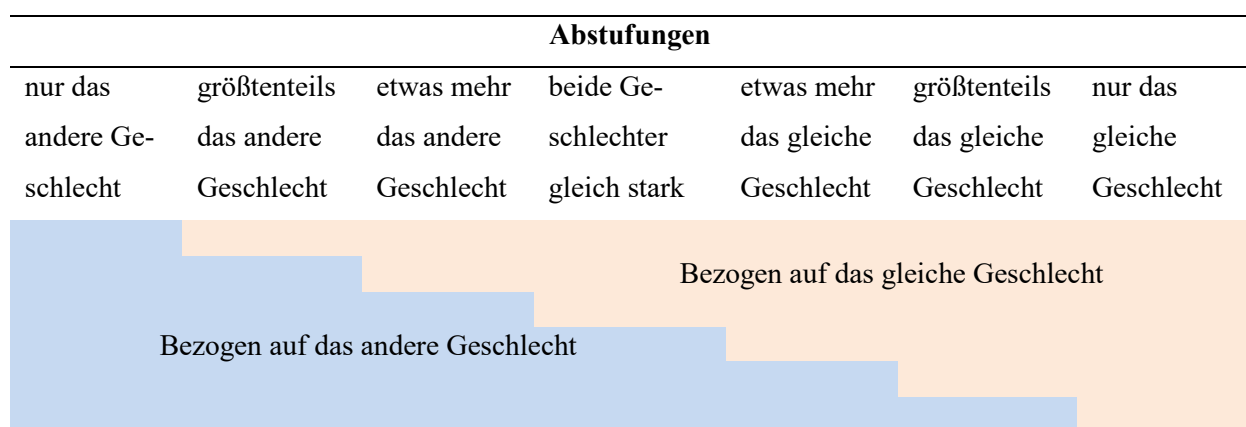 Abstufungen
nur das größtenteils etwas mehr beide Ge- etwas mehr größtenteils nur das
andere Ge- das andere das andere schlechter das gleiche das gleiche gleiche
schlecht Geschlecht Geschlecht gleich stark Geschlecht Geschlecht Geschlecht
Bezogen auf das gleiche Geschlecht
Bezogen auf das andere Geschlecht